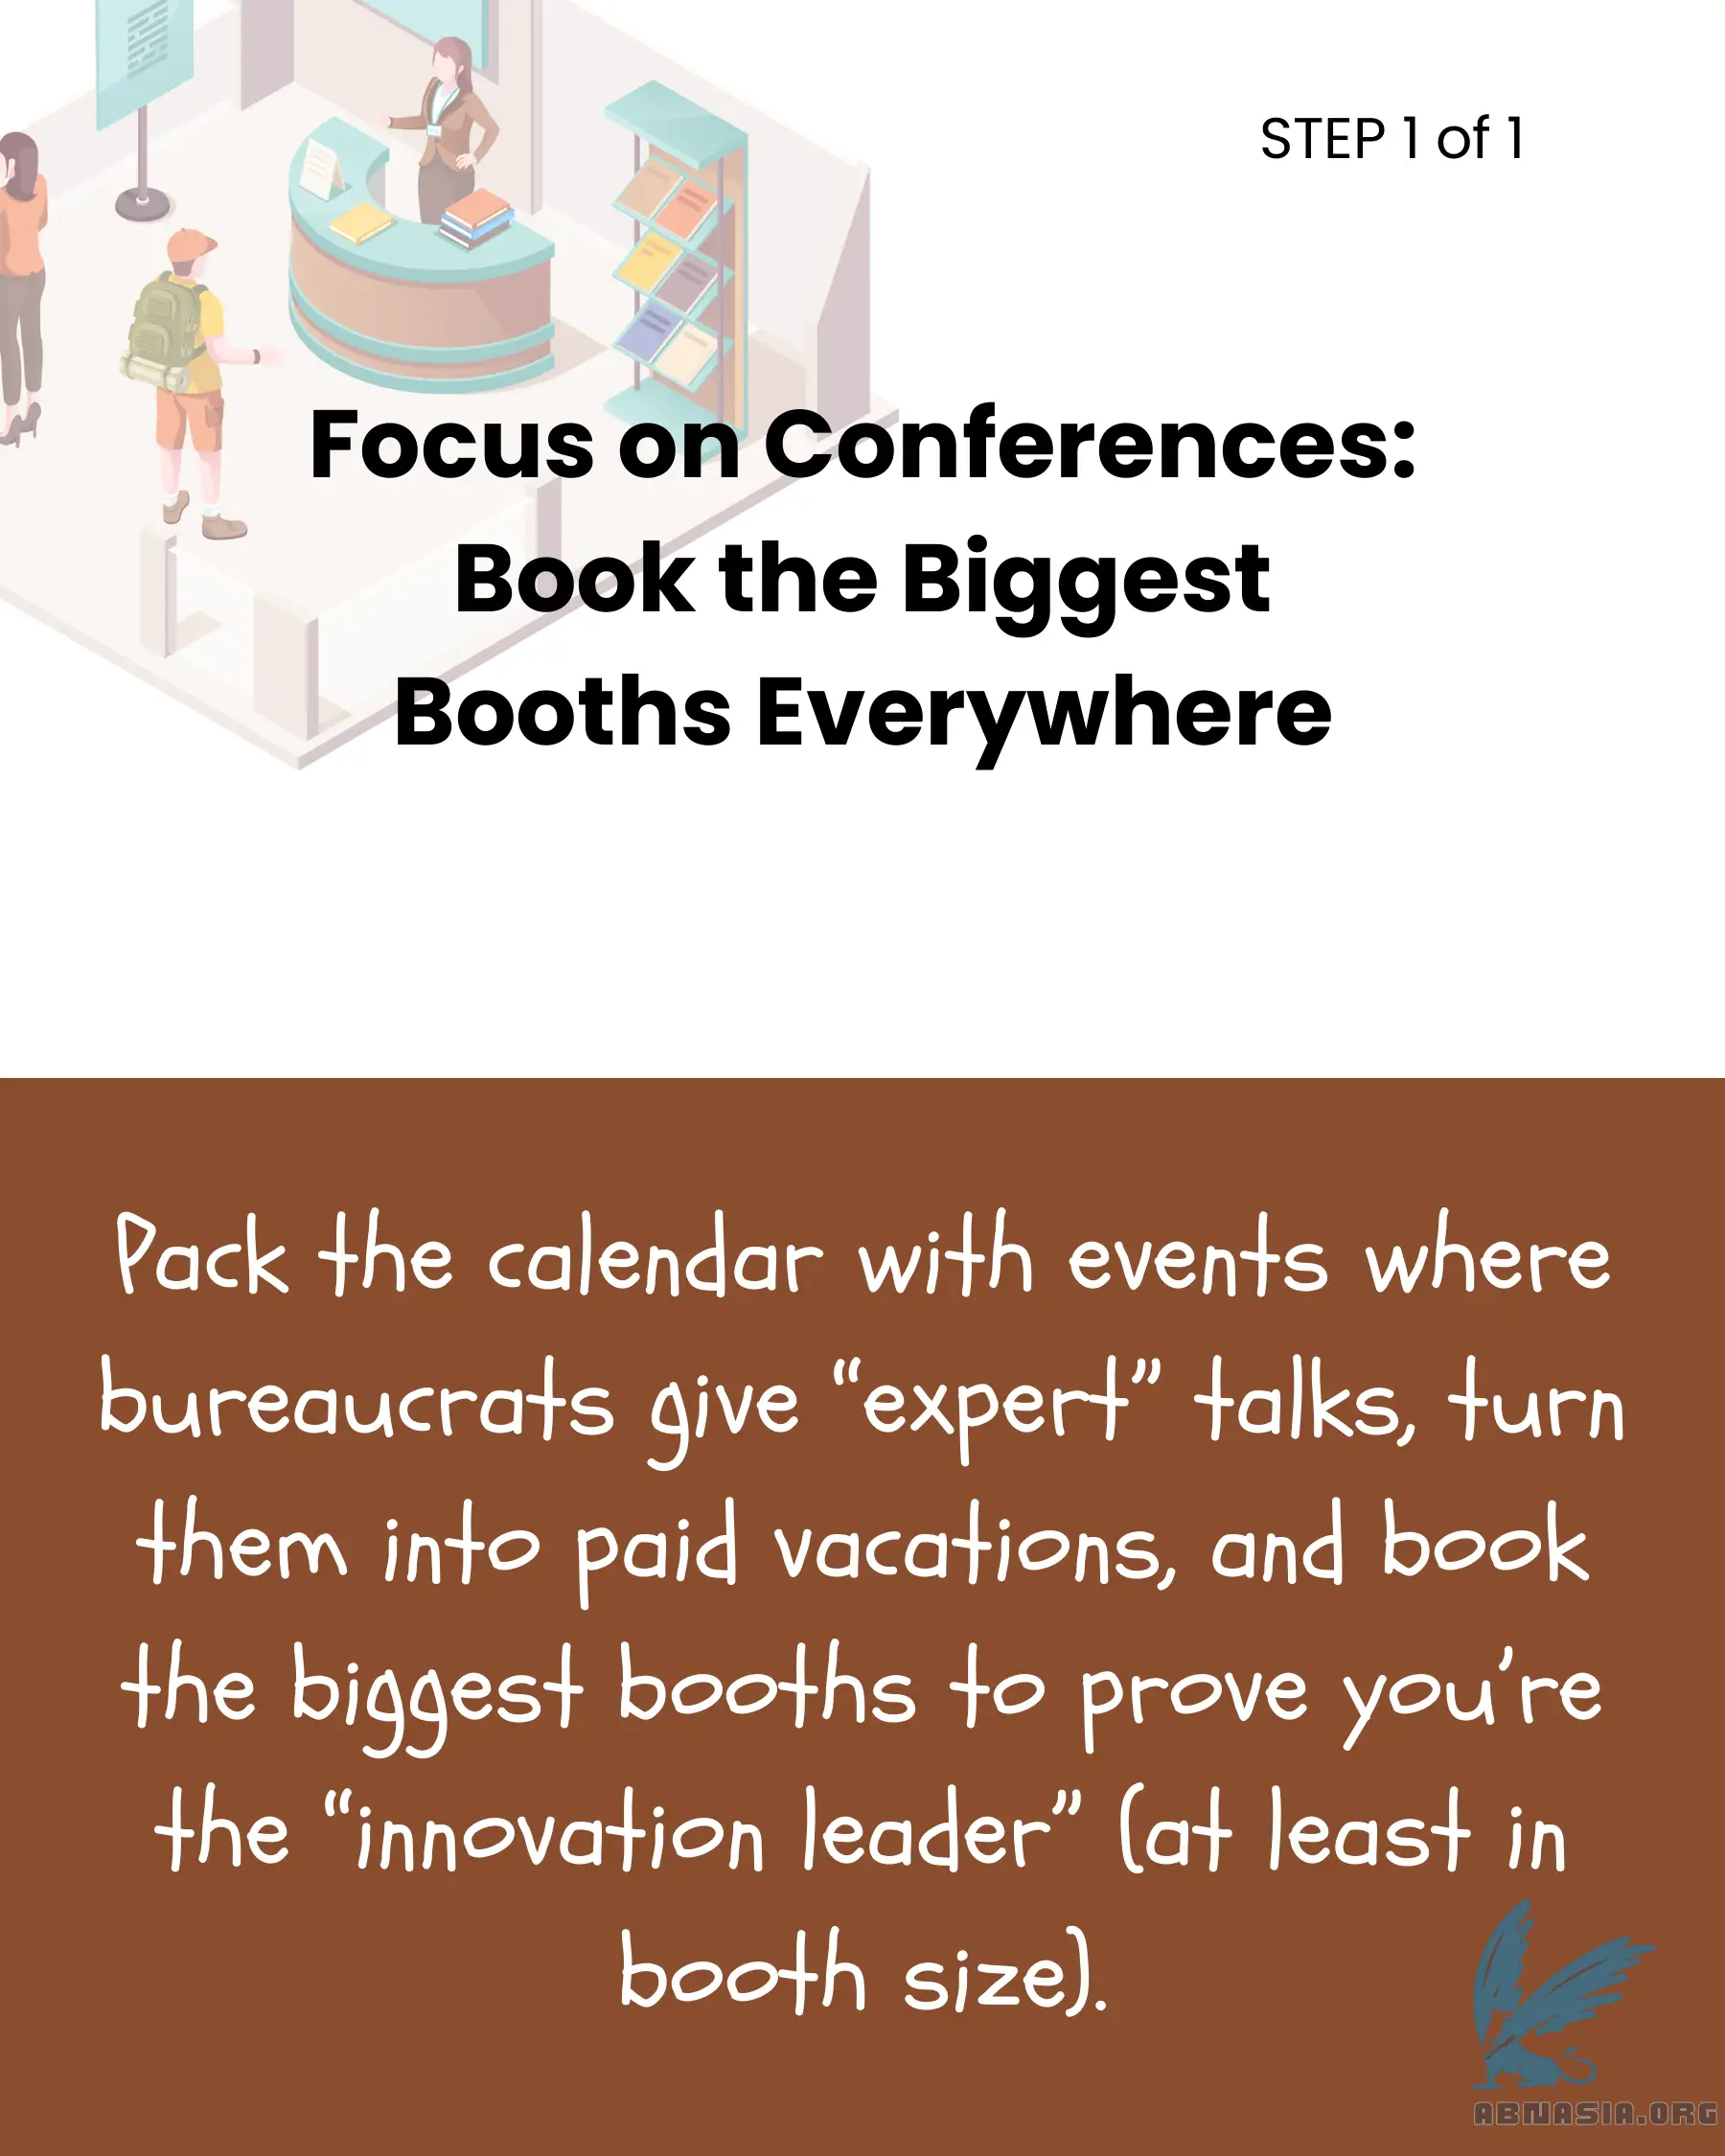 STEP 1 of 1
Focus on Conferences:
Book the Biggest
Booths Everywhere
Pack the calendar with events where
bureaucrats give “expert” talks, turn
them into paid vacations, and book
the biggest booths to prove you’re
the “innovation leader” (at least in
booth size).
ABNASIA.ORG